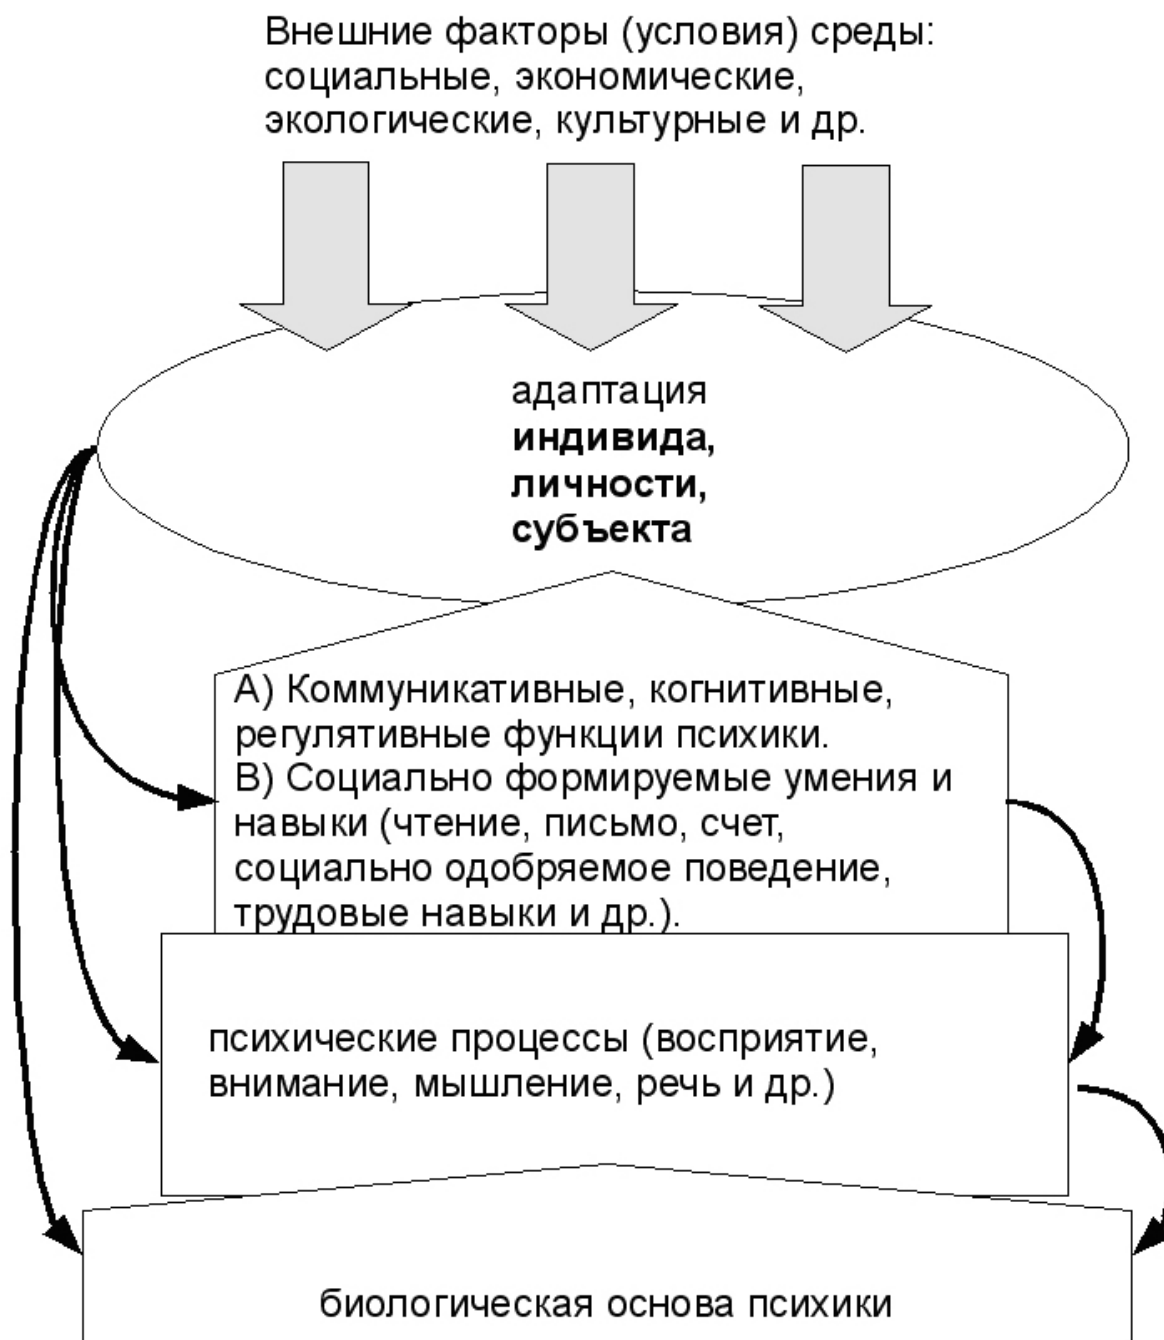 Внешние факторы (условия) среды:
социальные, экономические,
экологические, культурные и др.
адаптация
индивида,
личности,
субъекта
А) Коммуникативные, когнитивные,
регулятивные функции психики.
В) Социально формируемые умения и
навыки (чтение, письмо, счет,
социально одобряемое поведение,
трудовые навыки и др.).
психические процессы (восприятие,
внимание, мышление, речь и др.)
биологическая основа психики